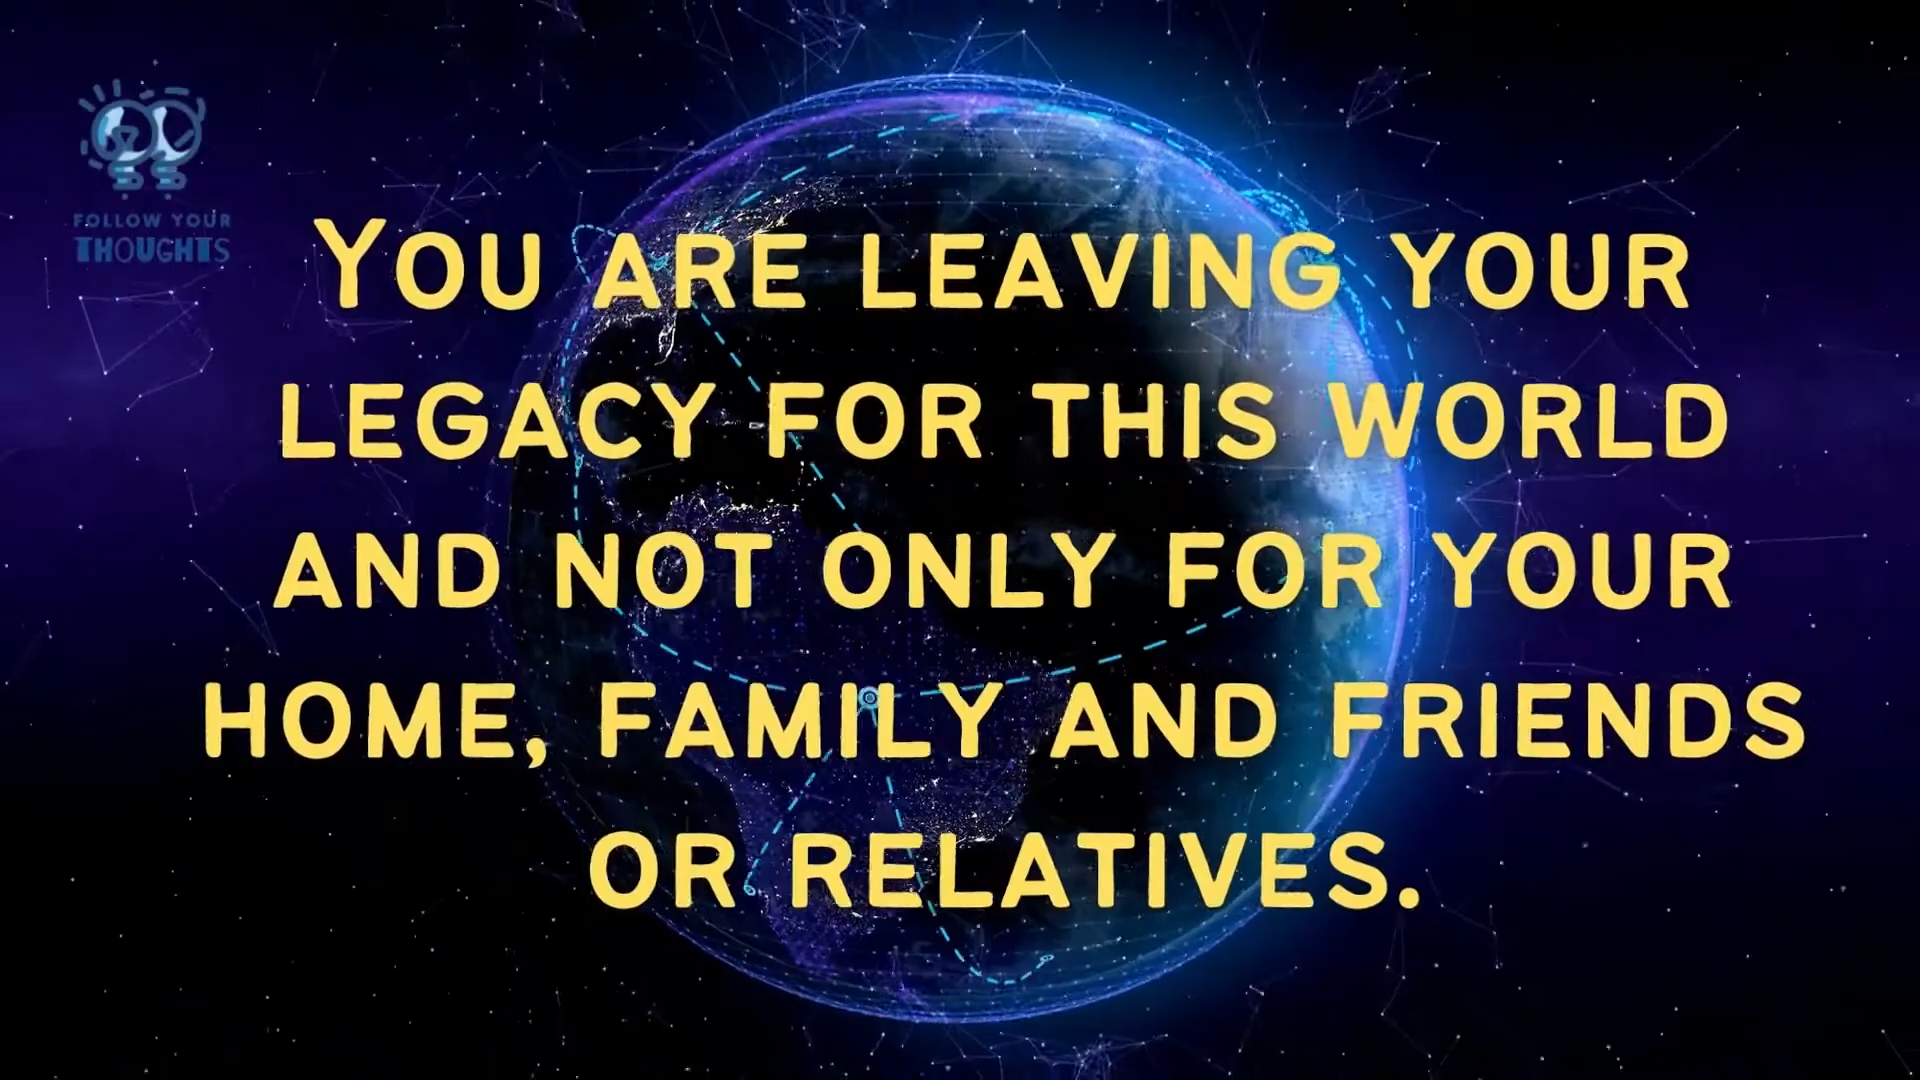 FOLLOW YOUR
THOUGHTS
YOU ARE LEAVING YOUR
LEGACY FOR THIS WORLD
AND NOT ONLY FOR YOUR
HOME, FAMILY AND FRIENDS
OR RELATIVES.